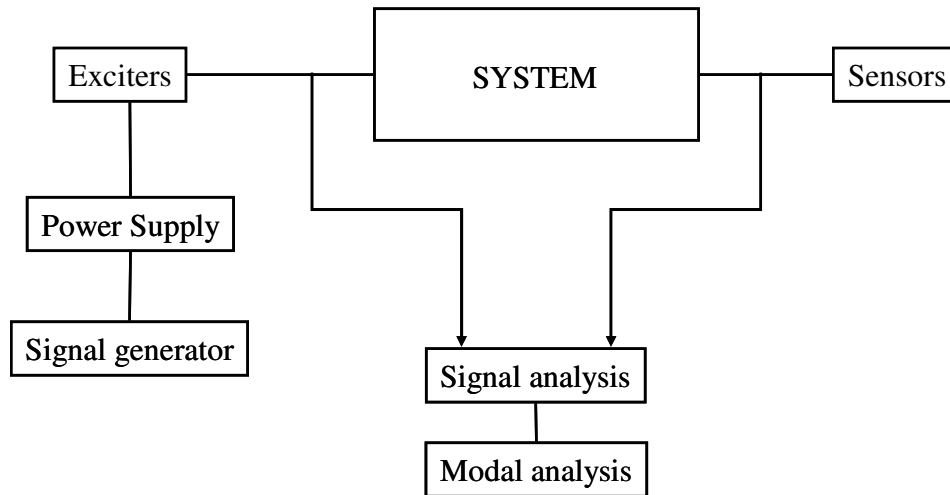 Exciters
SYSTEM
Sensors
Power Supply
Signal generator
Signal analysis
Modal analysis